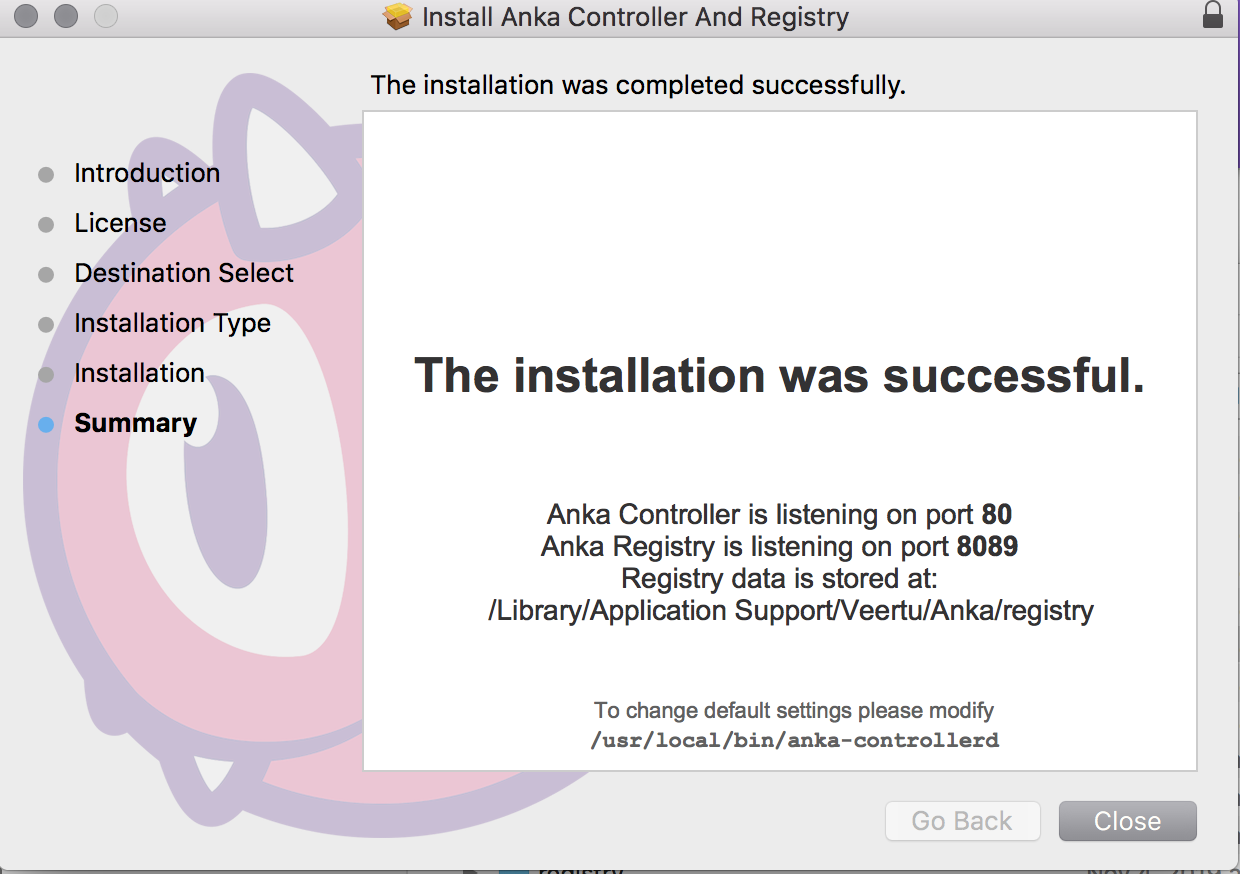 Install Anka Controller And Registry
The installation was completed successfully.
Introduction
License
Destination Select
Installation Type
Installation
Summary
The installation was successful.
Anka Controller is listening on port 80
Anka Registry is listening on port 8089
Registry data is stored at:
/Library/Application Support/Veertu/Anka/registry
To change default settings please modify
/usr/local/bin/anka-controllerd
Go Back
Close
registry